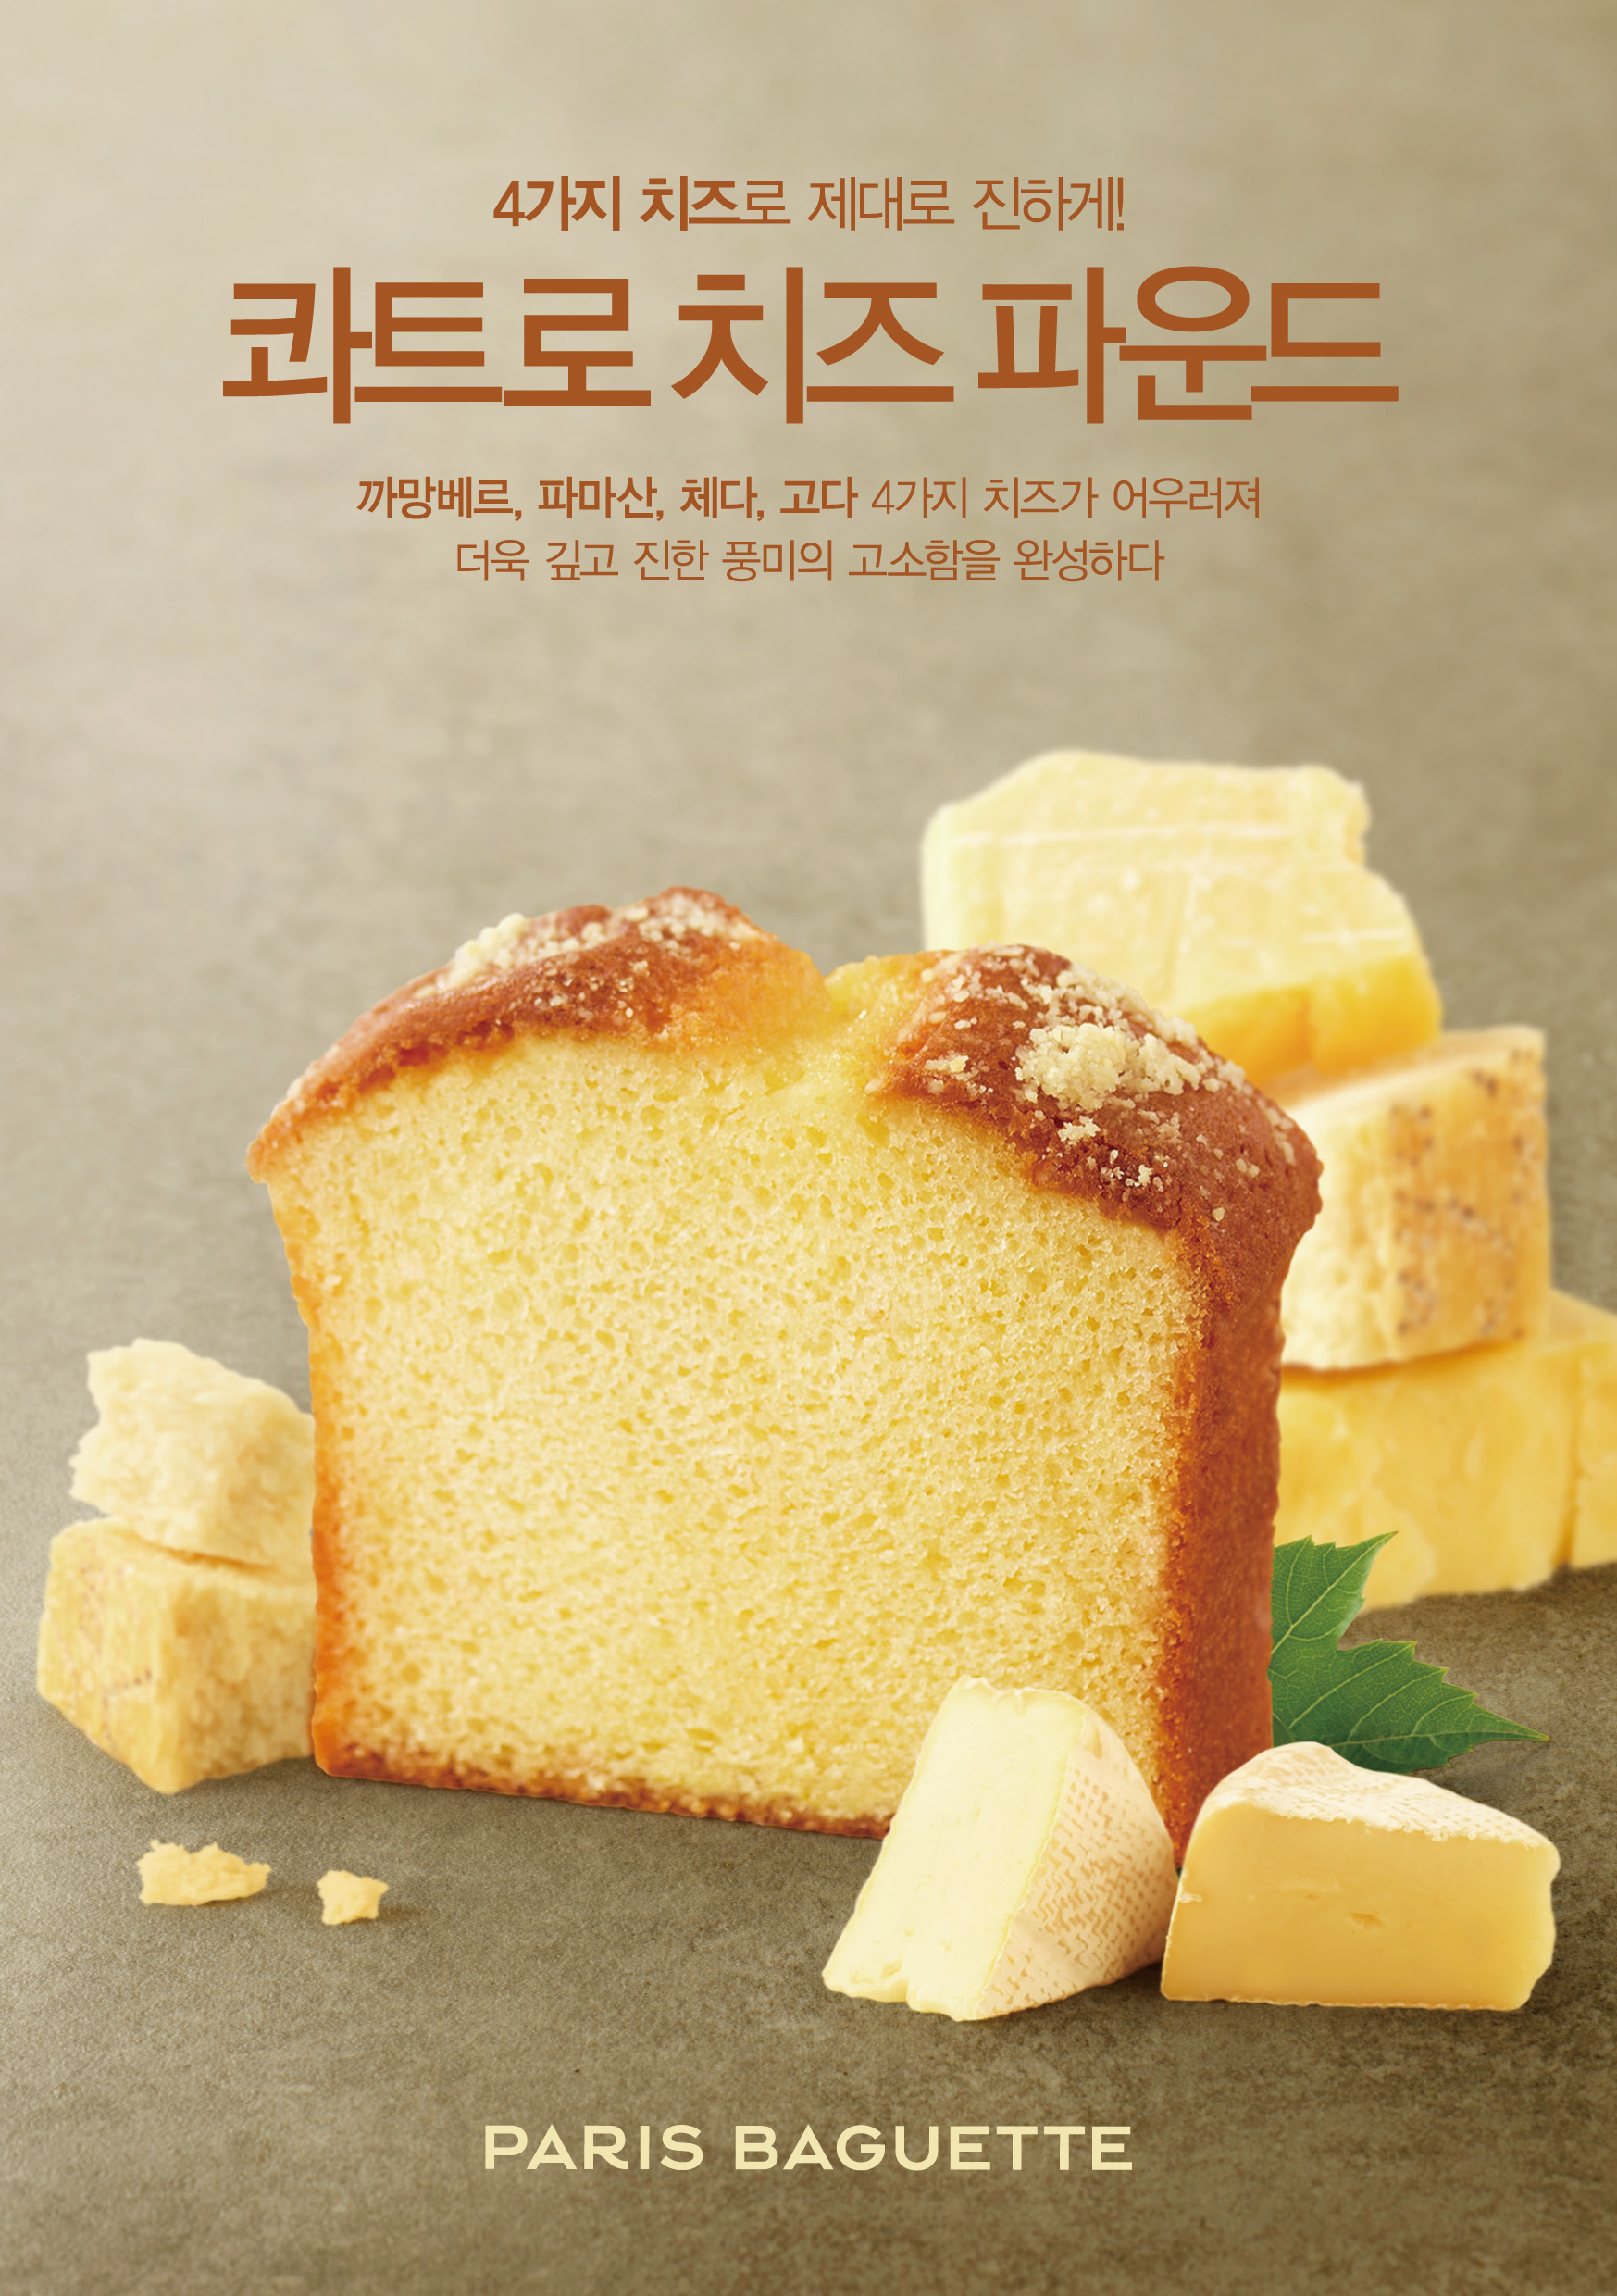 4가지 치즈로 제대로 진하게!
콰트로 치즈 파운드
까망베르, 파마산, 체다, 고다 4가지 치즈가 어우러져
더욱 깊고 진한 풍미의 고소함을 완성하다
PARIS BAGUETTE